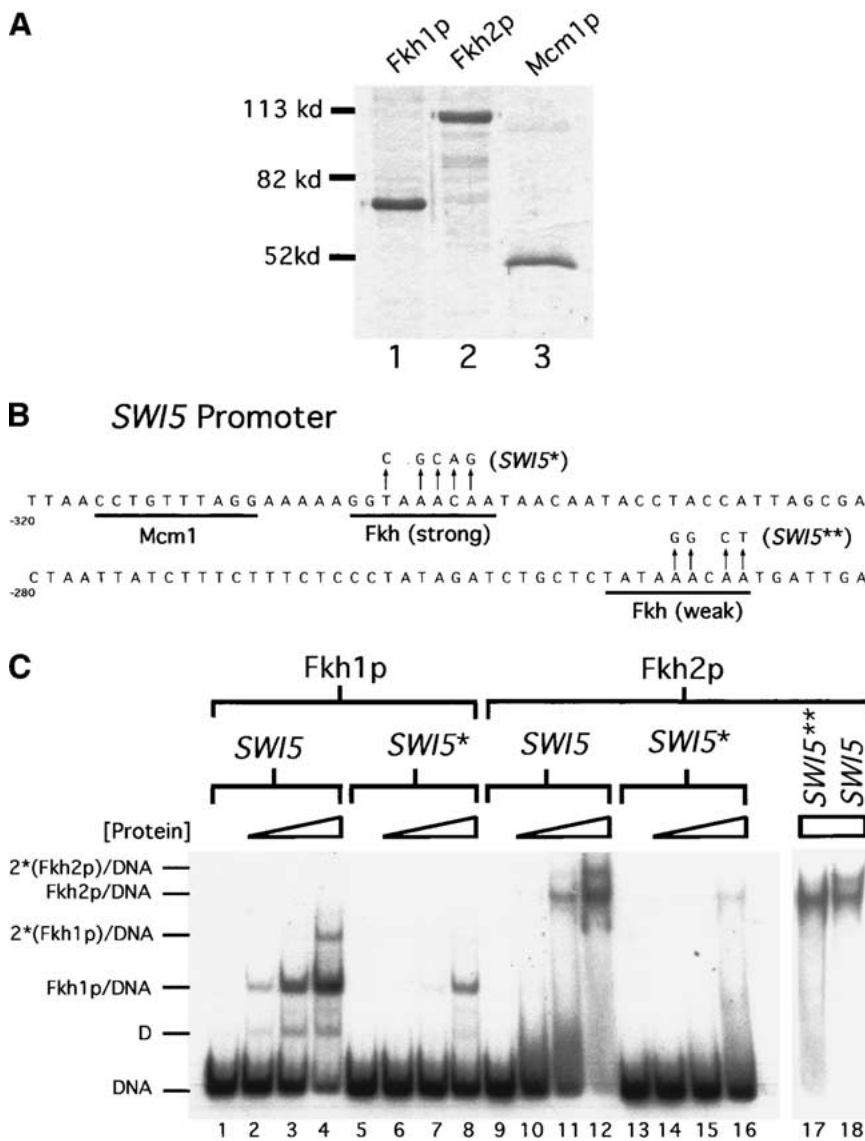 A
Fkh1p Fkh2p Mcm1p
113 kd
82 kd
52kd
1 2 3
B
SWI5 Promoter
C G C A G (SWI5*)
T T A A C C T G T T T A G G A A A A A G G T A A A C A A T A A C A A T A C C T A C C A T T A G C G A
-320
Mcm1 Fkh (strong)
G G C T (SWI5**)
C T A A T T A T C T T T C T T T C T C C C T A T A G A T C T G C T C T A T A A A C A A T G A T T G A
-280
Fkh (weak)
C
Fkh1p Fkh2p
SWI5 SWI5* SWI5 SWI5* SWI5** SWI5
[Protein]
2*(Fkh2p)/DNA
Fkh2p/DNA
2*(Fkh1p)/DNA
Fkh1p/DNA
D
DNA
1 2 3 4 5 6 7 8 9 10 11 12 13 14 15 16 17 18